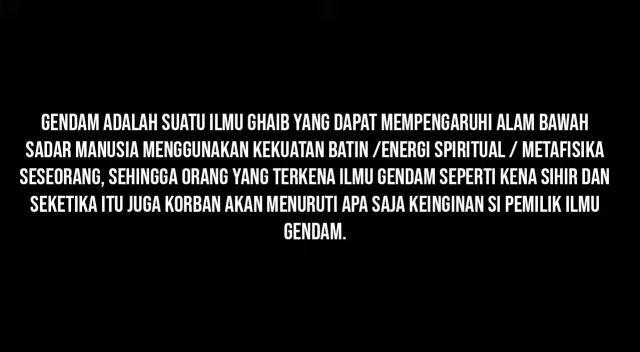 GENDAM ADALAH SUATU ILMU GHAIB YANG DAPAT MEMPENGARUHI ALAM BAWAH
SADAR MANUSIA MENGGUNAKAN KEKUATAN BATIN /ENERGI SPIRITUAL / METAFISIKA
SESEORANG, SEHINGGA ORANG YANG TERKENA ILMU GENDAM SEPERTI KENA SIHIR DAN
SEKETIKA ITU JUGA KORBAN AKAN MENURUTI APA SAJA KEINGINAN SI PEMILIK ILMU
GENDAM.